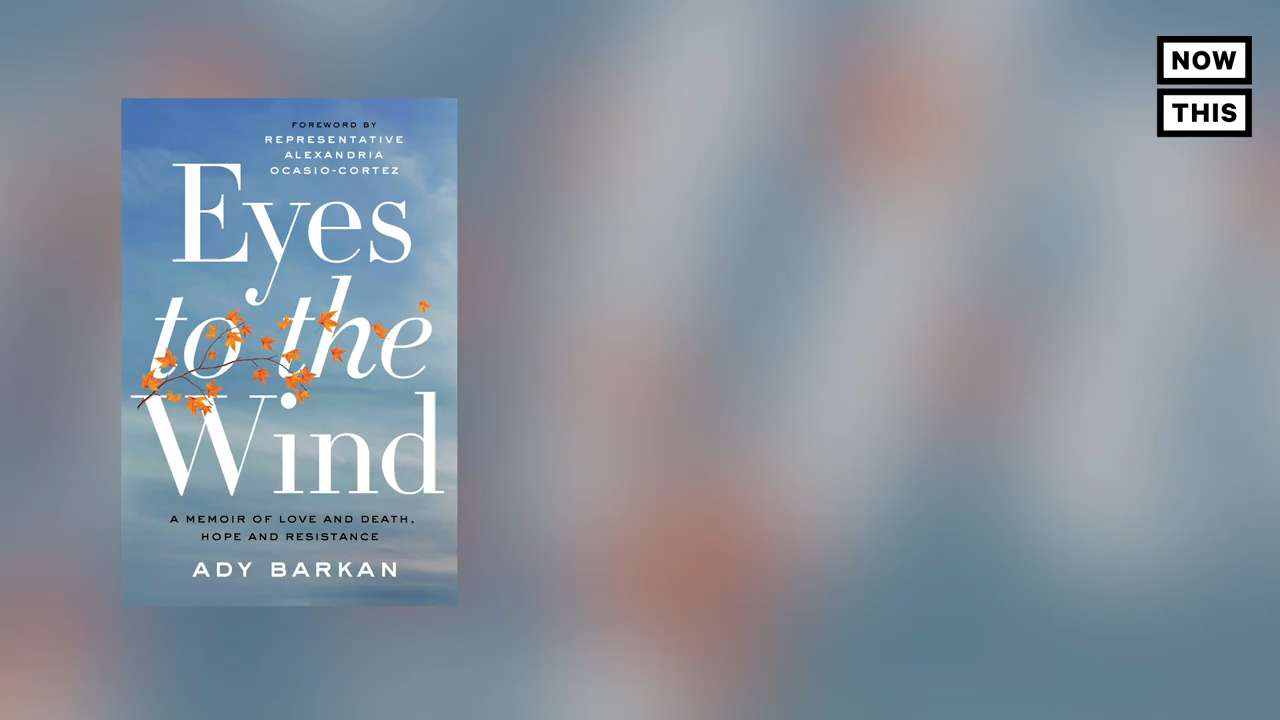 FOREWORD BY
REPRESENTATIVE
ALEXANDRIA
OCASIO-CORTEZ
Eyes
to the
Wind
A MEMOIR OF LOVE AND DEATH,
HOPE AND RESISTANCE
ADY BARKAN
NOW
THIS